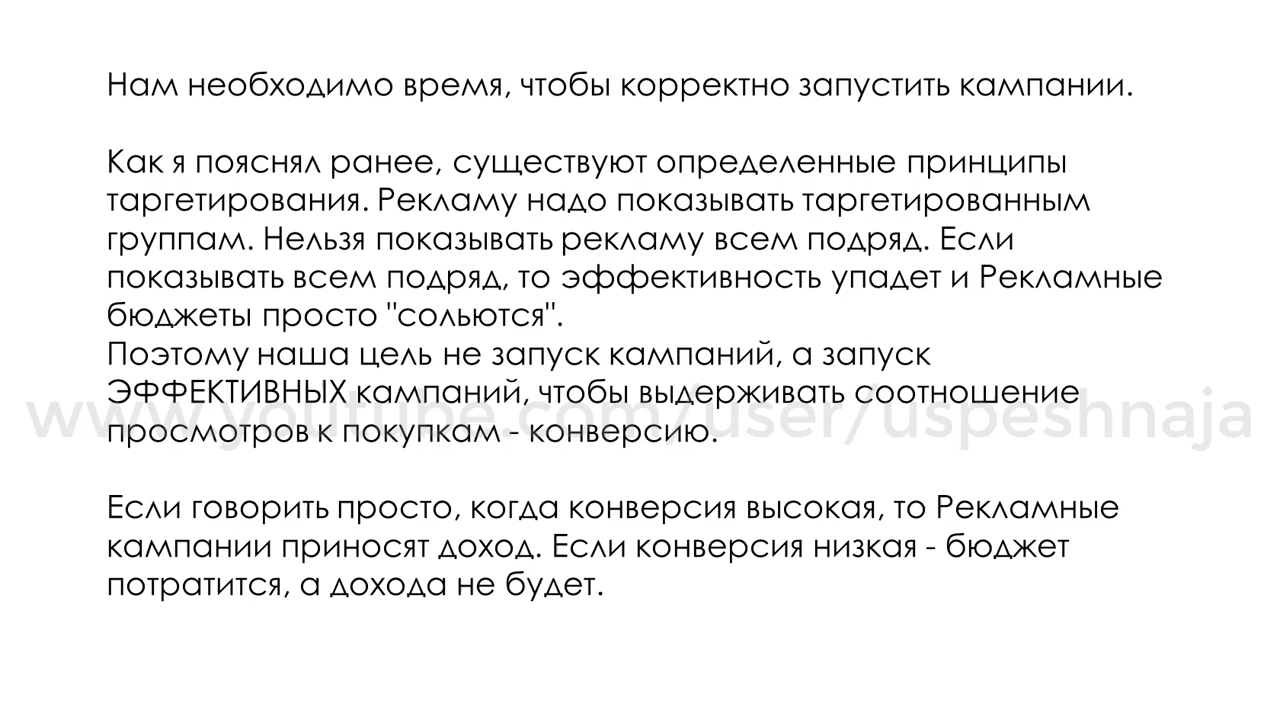 Нам необходимо время, чтобы корректно запустить кампании.
Как я пояснял ранее, существуют определенные принципы
таргетирования. Рекламу надо показывать таргетированным
группам. Нельзя показывать рекламу всем подряд. Если
показывать всем подряд, то эффективность упадет и Рекламные
бюджеты просто "сольются".
Поэтому наша цель не запуск кампаний, а запуск
ЭФФЕКТИВНЫХ кампаний, чтобы выдерживать соотношение
www.youtube.com/user/uspeshnaja
просмотров к покупкам - конверсию.
Если говорить просто, когда конверсия высокая, то Рекламные
кампании приносят доход. Если конверсия низкая - бюджет
потратится, а дохода не будет.